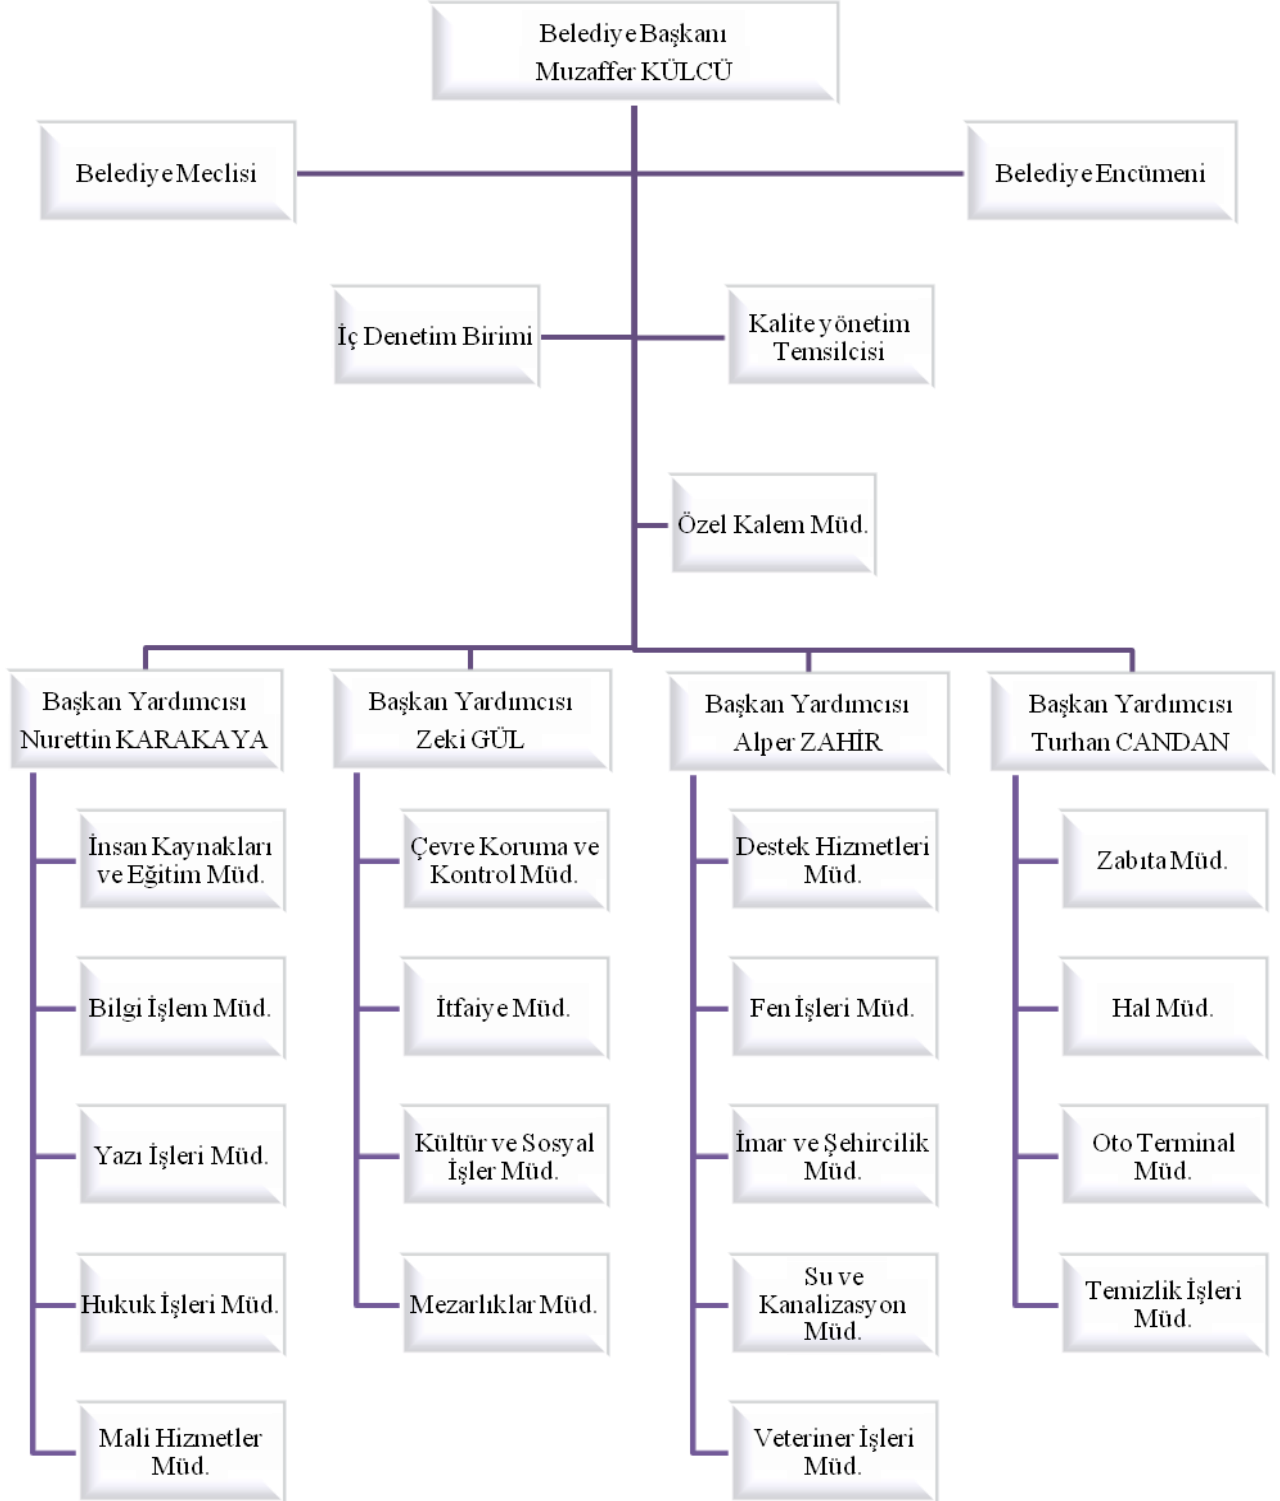 Belediye Başkanı
Muzaffer KÜLCÜ
Belediye Meclisi
Belediye Encümeni
İç Denetim Birimi
Kalite yönetim
Temsilcisi
Özel Kalem Müd.
Başkan Yardımcısı
Nurettin KARAKAYA
İnsan Kaynakları
ve Eğitim Müd.
Bilgi İşlem Müd.
Yazı İşleri Müd.
Hukuk İşleri Müd.
Mali Hizmetler
Müd.
Başkan Yardımcısı
Zeki GÜL
Çevre Koruma ve
Kontrol Müd.
İtfaiye Müd.
Kültür ve Sosyal
İşler Müd.
Mezarlıklar Müd.
Başkan Yardımcısı
Alper ZAHİR
Destek Hizmetleri
Müd.
Fen İşleri Müd.
İmar ve Şehircilik
Müd.
Su ve
Kanalizasyon
Müd.
Veteriner İşleri
Müd.
Başkan Yardımcısı
Turhan CANDAN
Zabıta Müd.
Hal Müd.
Oto Terminal
Müd.
Temizlik İşleri
Müd.